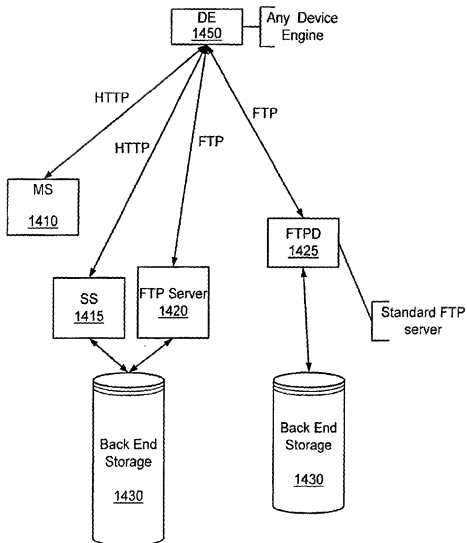 DE
1450
Any Device
Engine
HTTP
HTTP
FTP
FTP
MS
1410
SS
1415
FTP Server
1420
FTPD
1425
Standard FTP
server
Back End
Storage
1430
Back End
Storage
1430